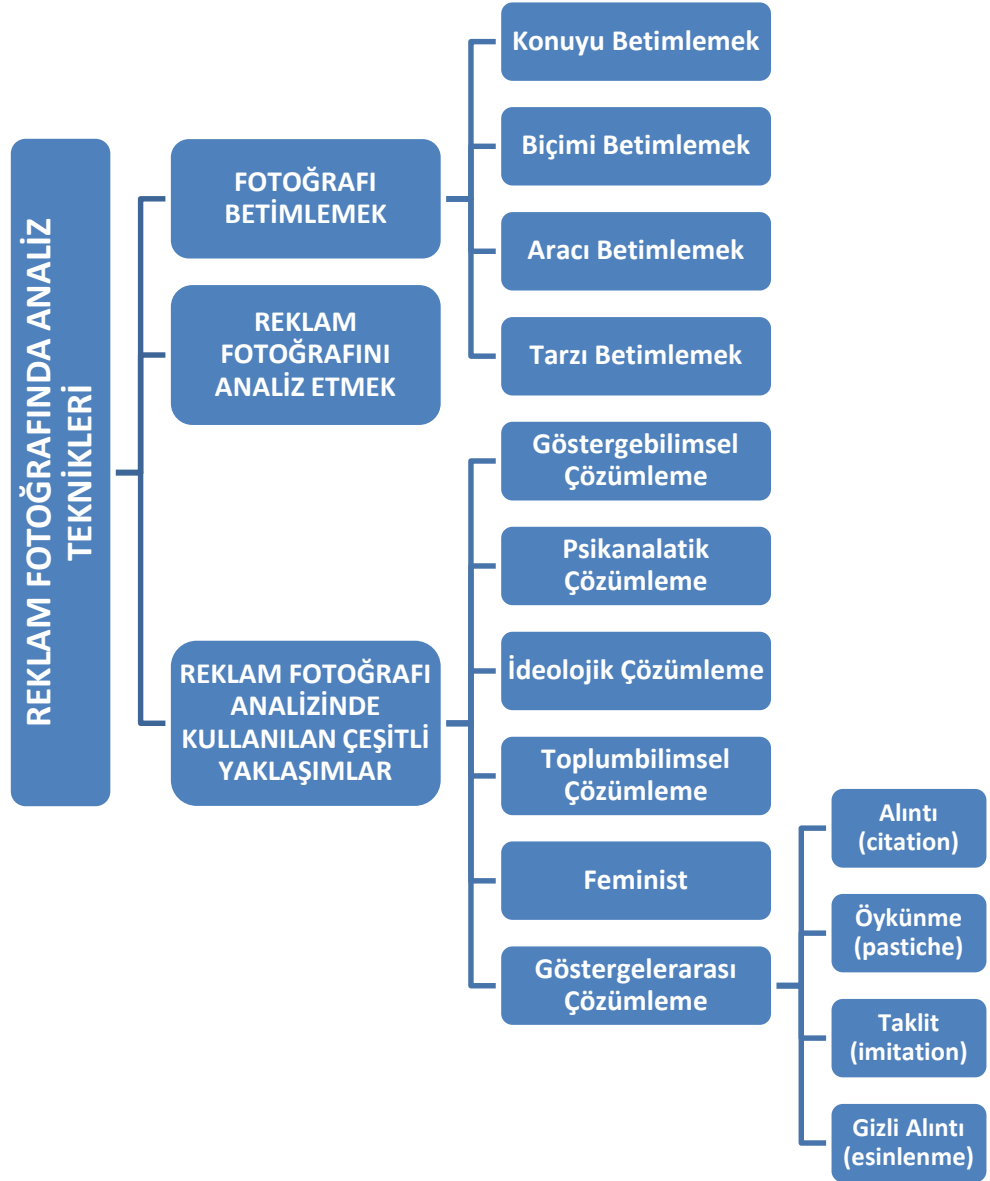 REKLAM FOTOĞRAFINDA ANALİZ
TEKNİKLERİ
FOTOĞRAFI
BETİMLEMEK
Konuyu Betimlemek
Biçimi Betimlemek
Aracı Betimlemek
Tarzı Betimlemek
REKLAM
FOTOĞRAFINI
ANALİZ ETMEK
REKLAM FOTOĞRAFI
ANALİZİNDE
KULLANILAN ÇEŞİTLİ
YAKLAŞIMLAR
Göstergebilimsel
Çözümleme
Psikanalatik
Çözümleme
İdeolojik Çözümleme
Toplumbilimsel
Çözümleme
Feminist
Göstergelerarası
Çözümleme
Alıntı
(citation)
Öykünme
(pastiche)
Taklit
(imitation)
Gizli Alıntı
(esinlenme)